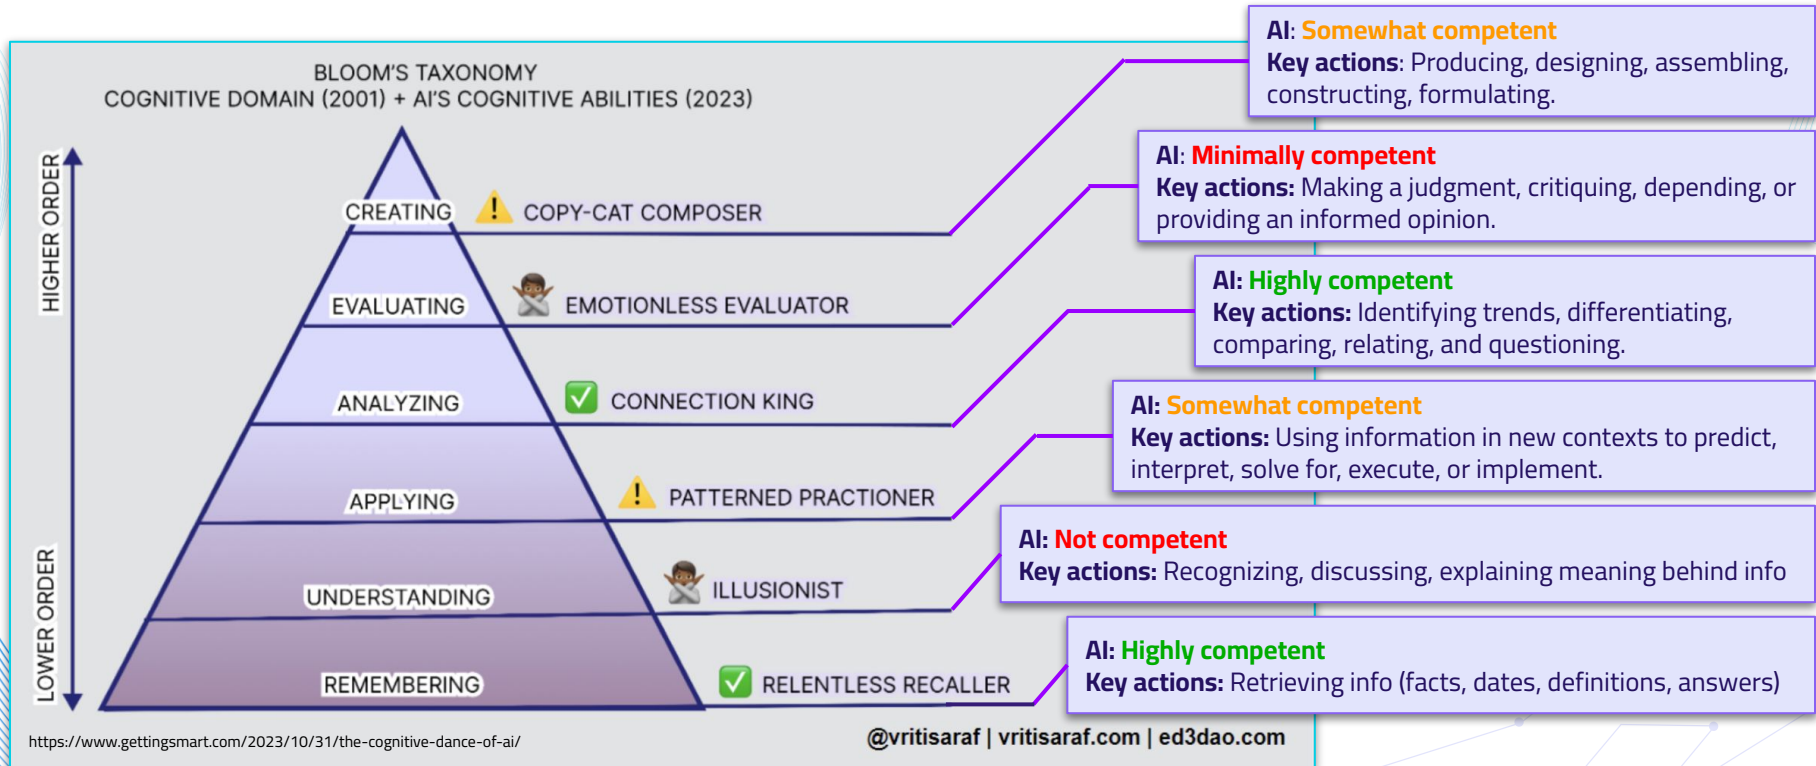 BLOOM'S TAXONOMY
COGNITIVE DOMAIN (2001) + AI'S COGNITIVE ABILITIES (2023)
HIGHER ORDER
LOWER ORDER
CREATING
COPY-CAT COMPOSER
EVALUATING
EMOTIONLESS EVALUATOR
ANALYZING
CONNECTION KING
APPLYING
PATTERNED PRACTIONER
UNDERSTANDING
ILLUSIONIST
REMEMBERING
RELENTLESS RECALLER
AI: Somewhat competent
Key actions: Producing, designing, assembling,
constructing, formulating.
AI: Minimally competent
Key actions: Making a judgment, critiquing, depending, or
providing an informed opinion.
AI: Highly competent
Key actions: Identifying trends, differentiating,
comparing, relating, and questioning.
AI: Somewhat competent
Key actions: Using information in new contexts to predict,
interpret, solve for, execute, or implement.
AI: Not competent
Key actions: Recognizing, discussing, explaining meaning behind info
AI: Highly competent
Key actions: Retrieving info (facts, dates, definitions, answers)
https://www.gettingsmart.com/2023/10/31/the-cognitive-dance-of-ai/
@vritisaraf | vritisaraf.com | ed3dao.com